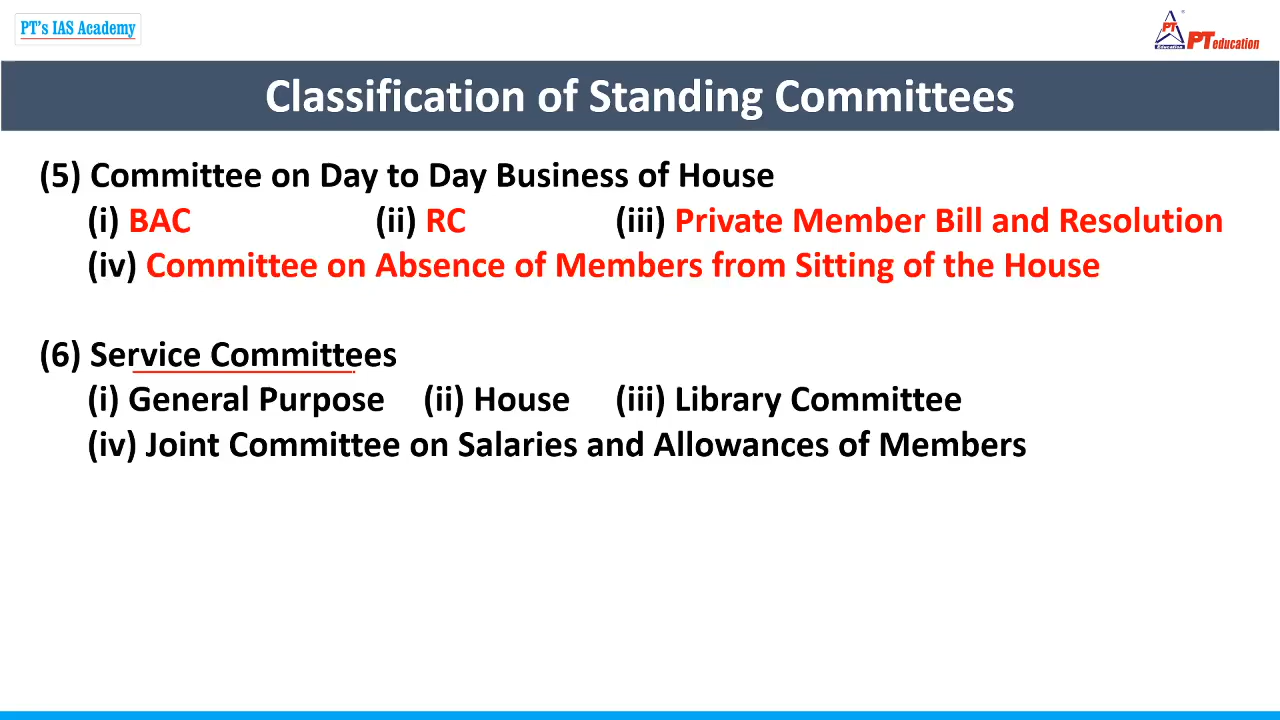 PT's IAS Academy
PT
Education
PT education
Classification of Standing Committees
(5) Committee on Day to Day Business of House
(i) BAC (ii) RC (iii) Private Member Bill and Resolution
(iv) Committee on Absence of Members from Sitting of the House
(6) Service Committees
(i) General Purpose (ii) House (iii) Library Committee
(iv) Joint Committee on Salaries and Allowances of Members